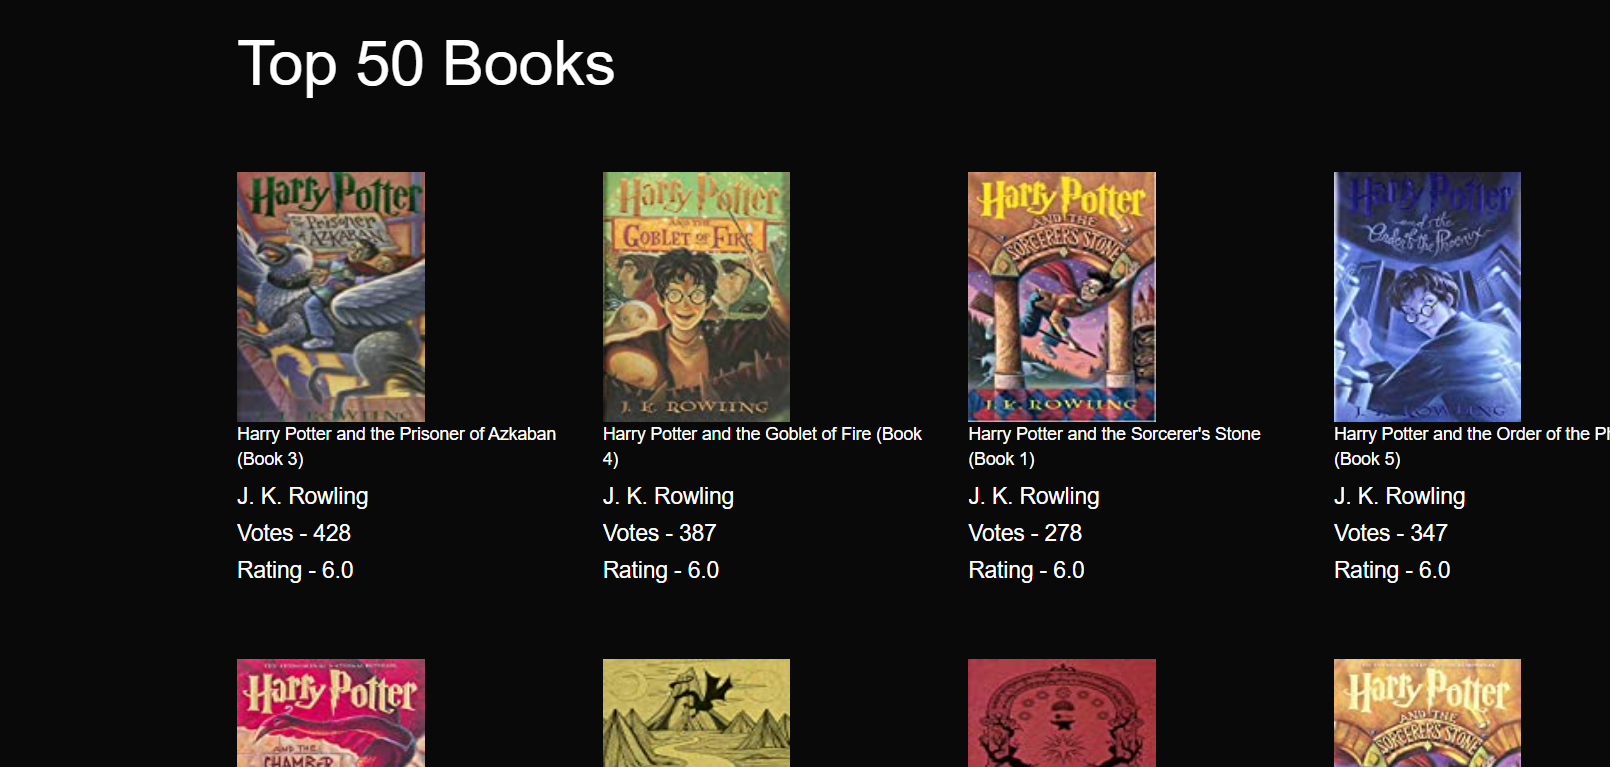 Top 50 Books
Harry Potter
Prisoner
of AZKABAN
J. K. ROWLING
Harry Potter and the Prisoner of Azkaban
(Book 3)
J. K. Rowling
Votes - 428
Rating - 6.0
Harry Potter
AND THE
GOBLET OF FIRE
J. K. ROWLING
Harry Potter and the Goblet of Fire (Book
4)
J. K. Rowling
Votes - 387
Rating - 6.0
Harry Potter
AND THE
SORCERER'S STONE
J. K. ROWLING
Harry Potter and the Sorcerer's Stone
(Book 1)
J. K. Rowling
Votes - 278
Rating - 6.0
Harry Potter
and the
Order of the Phoenix
J. K. ROWLING
Harry Potter and the Order of the Ph
(Book 5)
J. K. Rowling
Votes - 347
Rating - 6.0
Harry Potter
AND THE
CHAMBER
Harry Potter
AND THE
SORCERER'S STONE